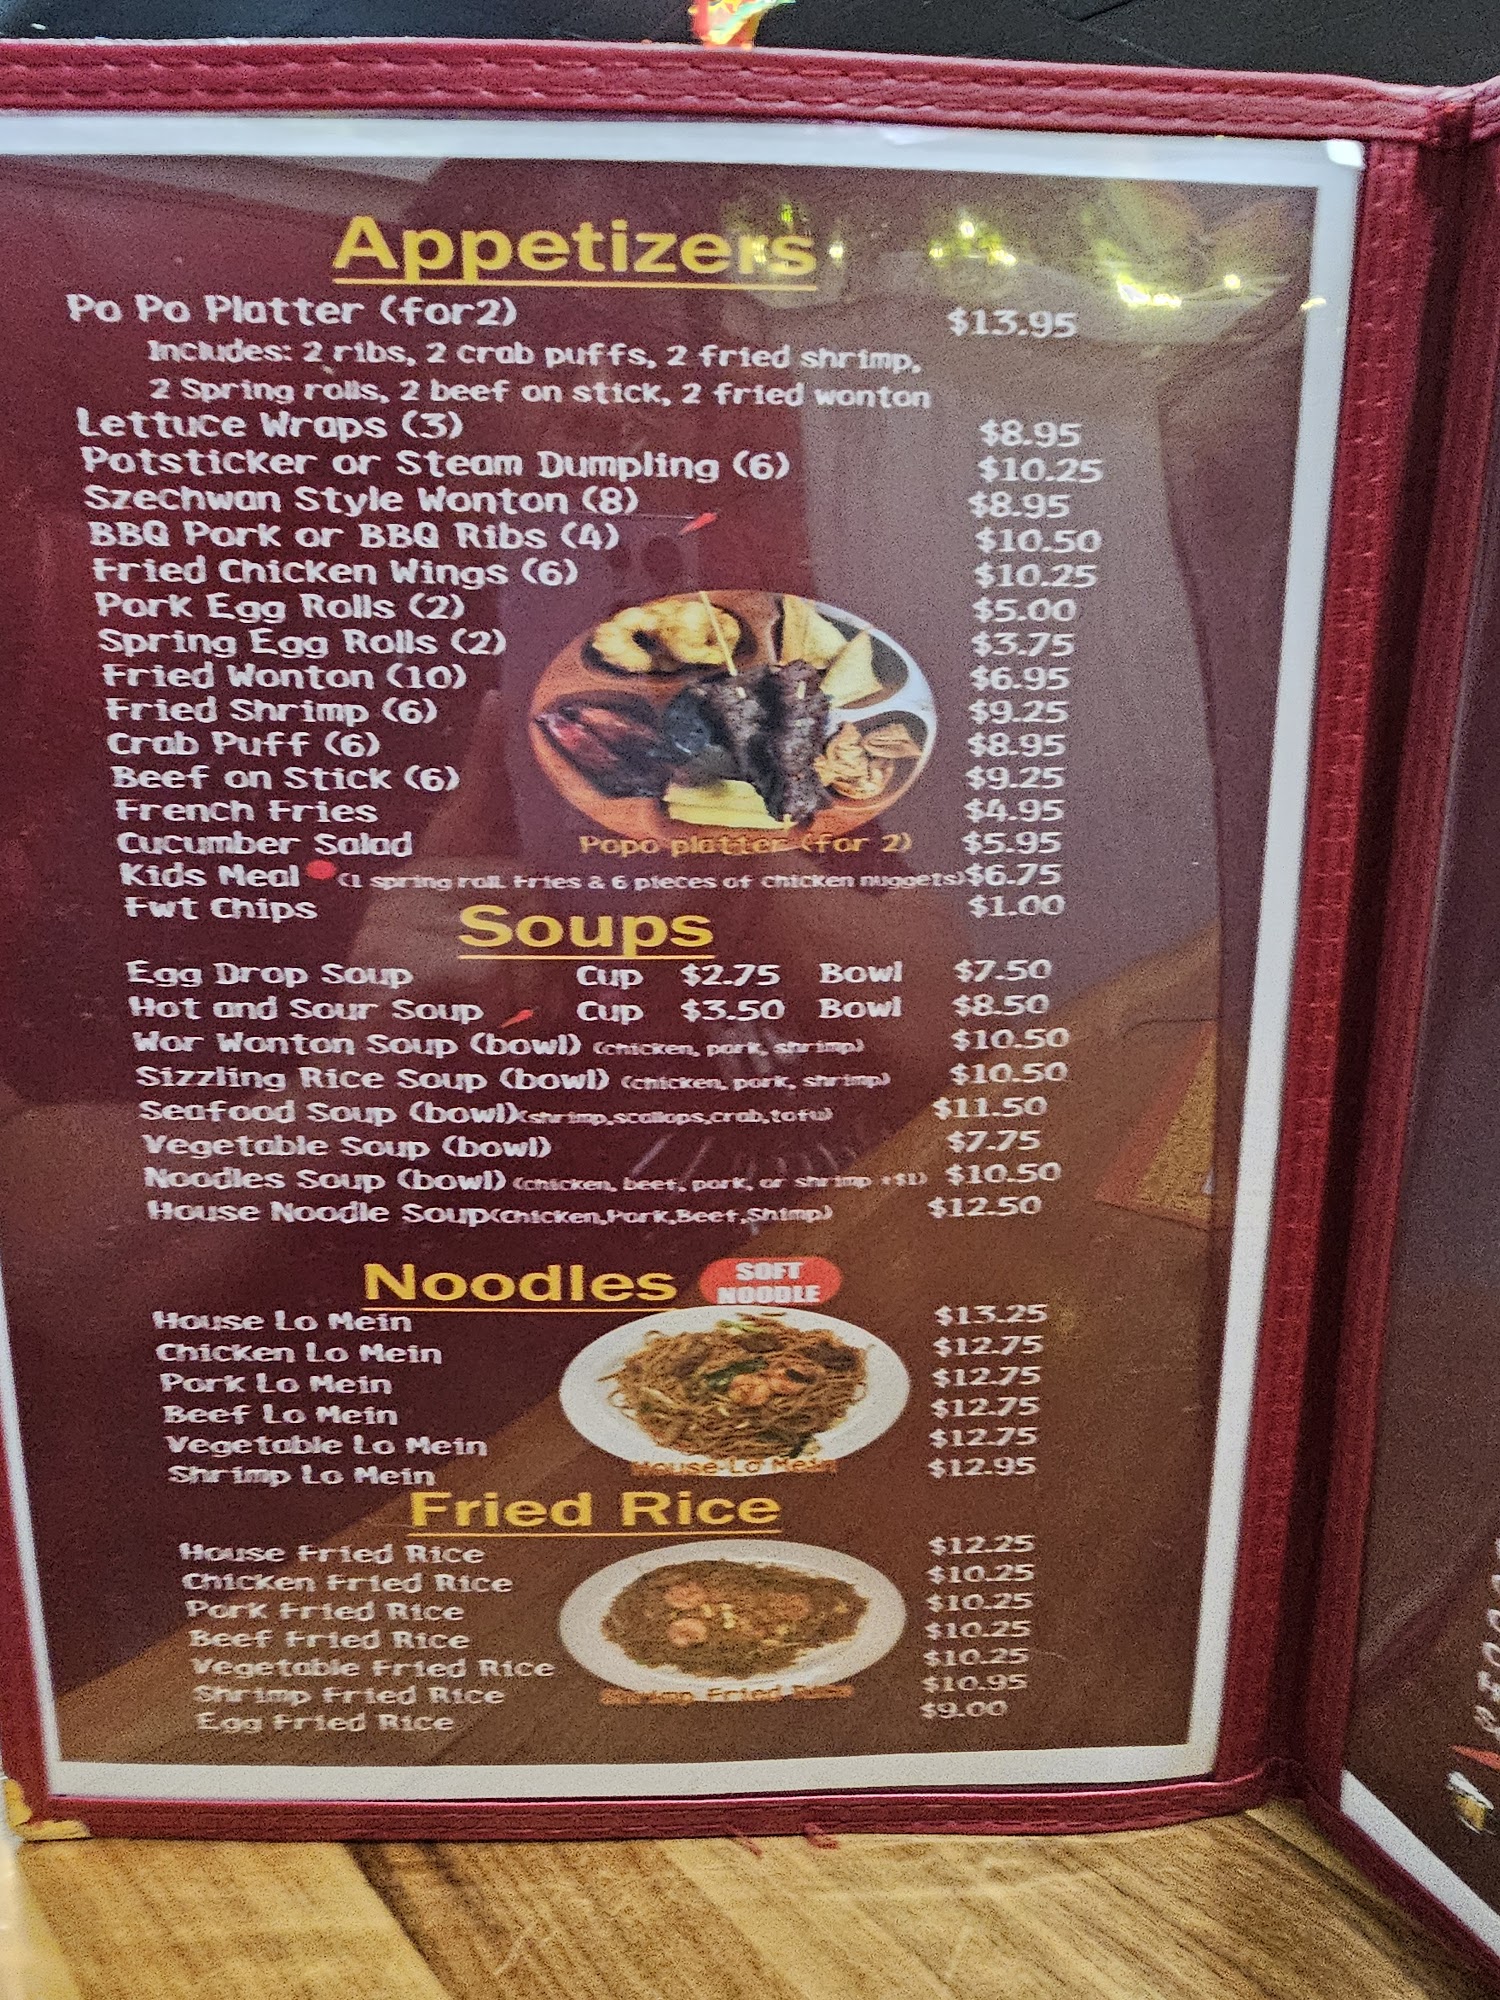 Appetizers
Po Po Platter (for2) $13.95
Includes: 2 ribs, 2 crab puffs, 2 fried shrimp,
2 Spring rolls, 2 beef on stick, 2 fried wonton
Lettuce Wraps (3) $8.95
Potsticker or Steam Dumpling (6) $10.25
Szechwan Style Wonton (8) $8.95
BBQ Pork or BBQ Ribs (4) $10.50
Fried Chicken Wings (6) $10.25
Pork Egg Rolls (2) $5.00
Spring Egg Rolls (2) $3.75
Fried Wonton (10) $6.95
Fried Shrimp (6) $9.25
Crab Puff (6) $8.95
Beef on Stick (6) $9.25
French Fries $4.95
Cucumber Salad $5.95
Popo platter (for 2)
Kids Meal (1 spring roll. Fries & 6 pieces of chicken nuggets) $6.75
Fwt Chips $1.00
Soups
Egg Drop Soup Cup $2.75 Bowl $7.50
Hot and Sour Soup Cup $3.50 Bowl $8.50
Wor Wonton Soup (bowl) (chicken, pork, shrimp) $10.50
Sizzling Rice Soup (bowl) (chicken, pork, shrimp) $10.50
Seafood Soup (bowl)(shrimp,scallops,crab,tofu) $11.50
Vegetable Soup (bowl) $7.75
Noodles Soup (bowl) (chicken, beef, pork, or shrimp +$1) $10.50
House Noodle Soup(Chicken,Pork,Beef,Shimp) $12.50
Noodles
SOFT
NOODLE
House Lo Mein $13.25
Chicken Lo Mein $12.75
Pork Lo Mein $12.75
Beef Lo Mein $12.75
Vegetable Lo Mein $12.75
Shrimp Lo Mein $12.95
House Lo Mein
Fried Rice
House Fried Rice $12.25
Chicken Fried Rice $10.25
Pork Fried Rice $10.25
Beef Fried Rice $10.25
Vegetable Fried Rice $10.25
Shrimp Fried Rice $10.95
Egg Fried Rice $9.00
Shrimp Fried Rice